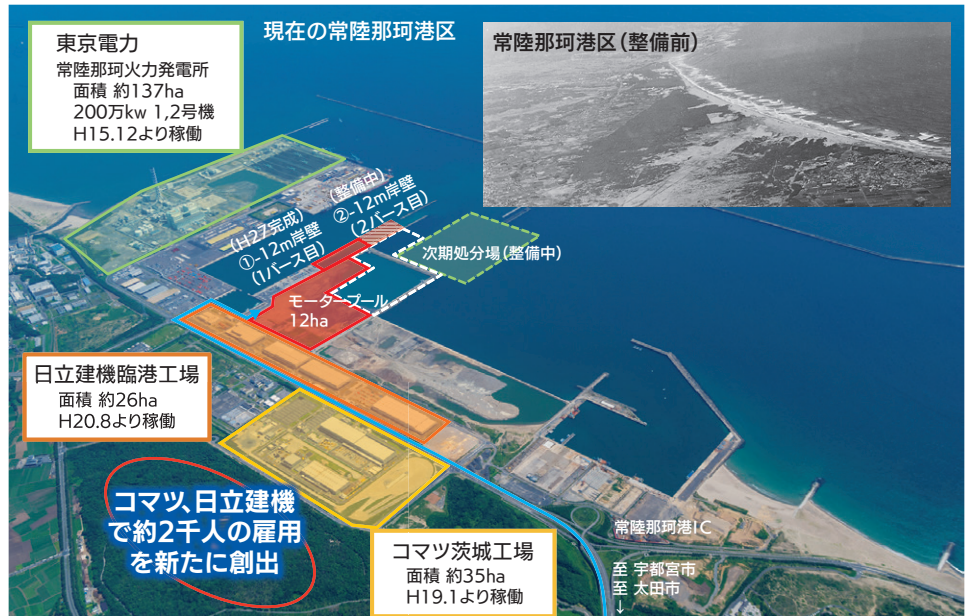 現在の常陸那珂港区
常陸那珂港区(整備前)
東京電力
常陸那珂火力発電所
面積 約137ha
200万kw 1,2号機
H15.12より稼働
(H27完成)
①-12m岸壁
(1バース目)
(整備中)
②-12m岸壁
(2バース目)
次期処分場(整備中)
モータープール
12ha
日立建機臨港工場
面積 約26ha
H20.8より稼働
コマツ、日立建機
で約2千人の雇用
を新たに創出
コマツ茨城工場
面積 約35ha
H19.1より稼働
常陸那珂港IC
至 宇都宮市
至 太田市
↓